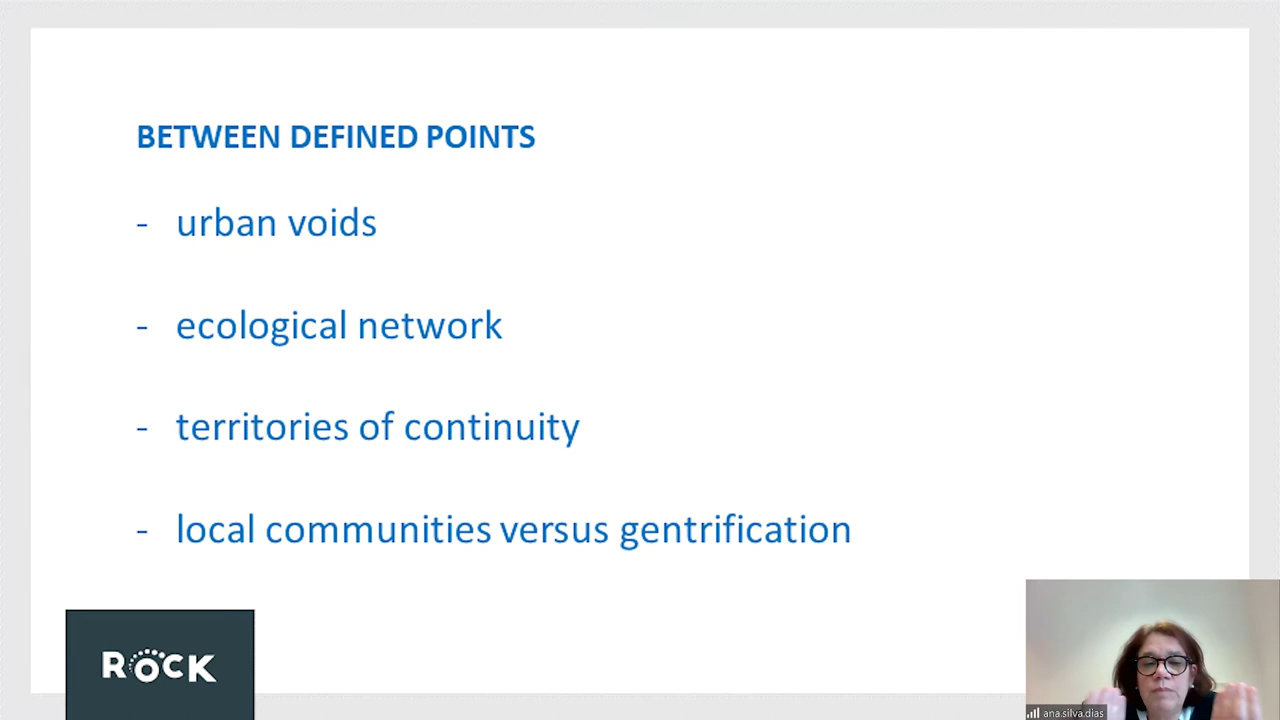 BETWEEN DEFINED POINTS
- urban voids
- ecological network
- territories of continuity
- local communities versus gentrification
ROCK
ana.silva.dias